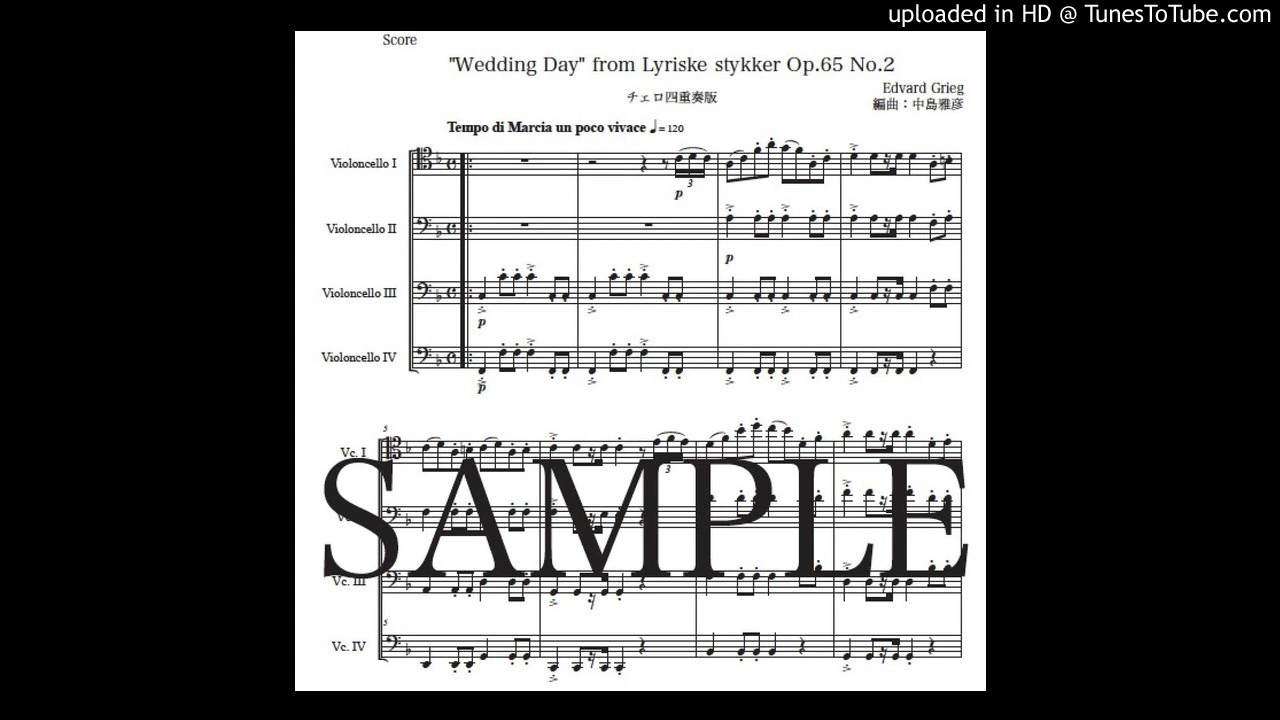 uploaded in HD @ TunesToTube.com
Score
"Wedding Day" from Lyriske stykker Op.65 No.2
Edvard Grieg
チェロ四重奏版
編曲：中島雅彦
Tempo di Marcia un poco vivace ♩= 120
Violoncello I
3
p
Violoncello II
p
Violoncello III
p
Violoncello IV
p
5
Vc. I
3
SAMPLE
Vc. III
5
Vc. IV